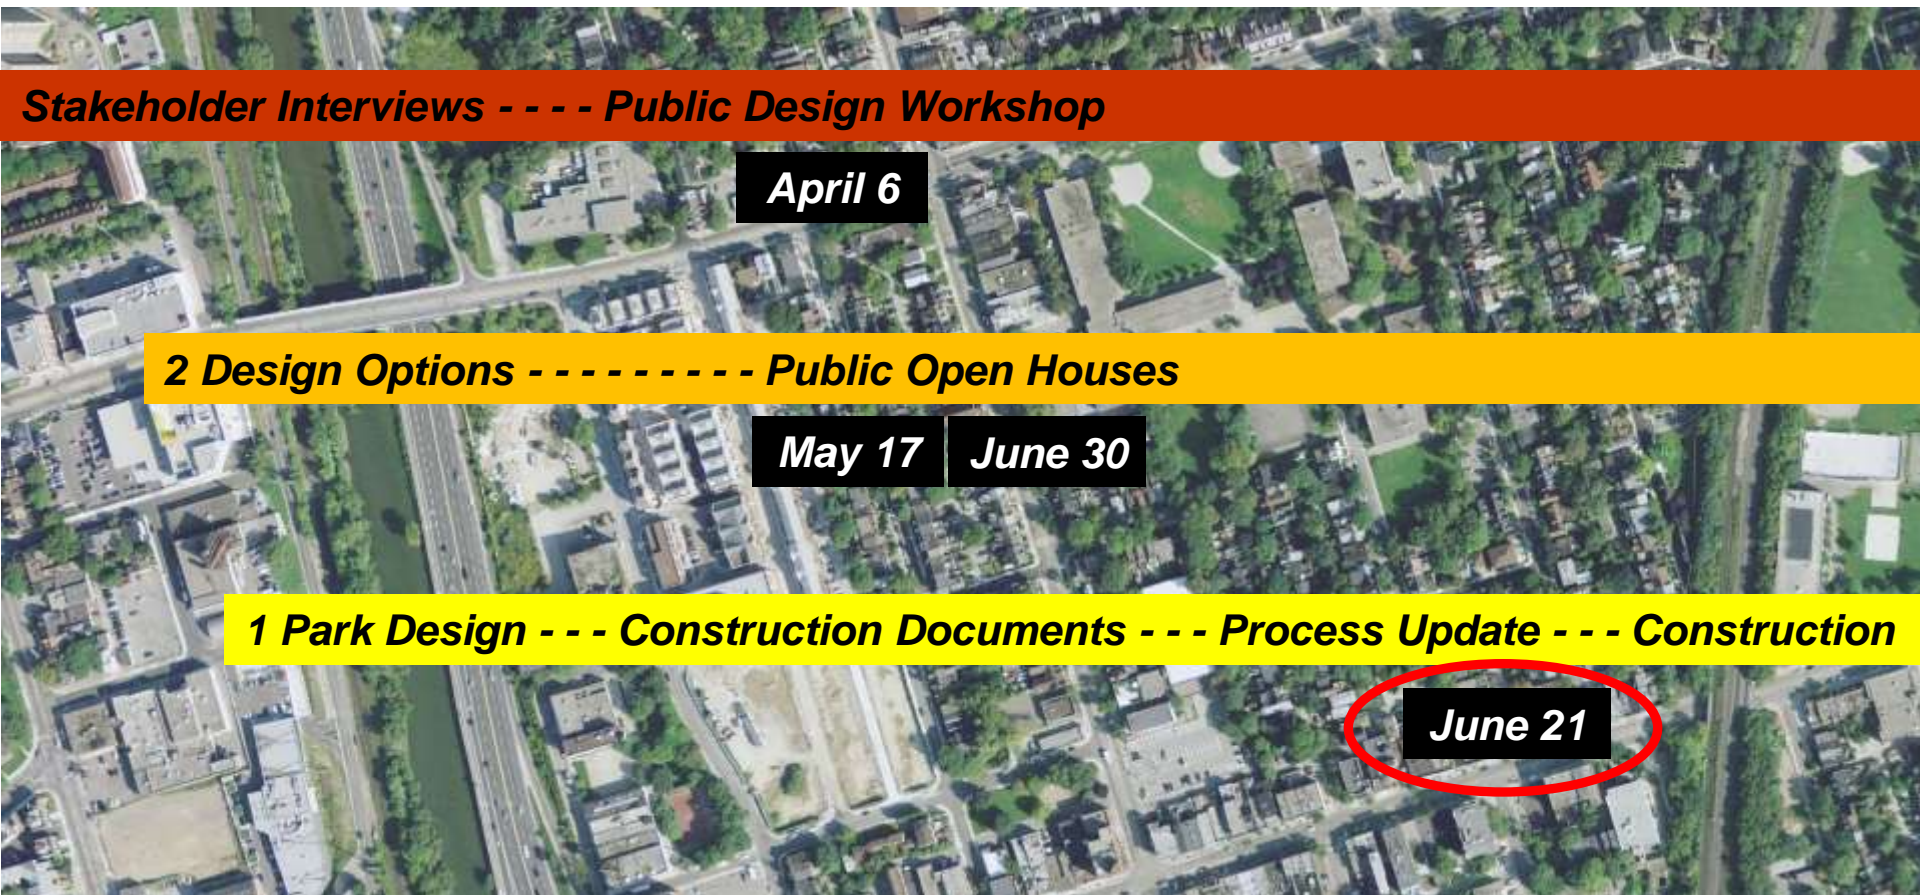 Stakeholder Interviews - - - - Public Design Workshop
April 6
2 Design Options - - - - - - - - - Public Open Houses
May 17 June 30
1 Park Design - - - Construction Documents - - - Process Update - - - Construction
June 21